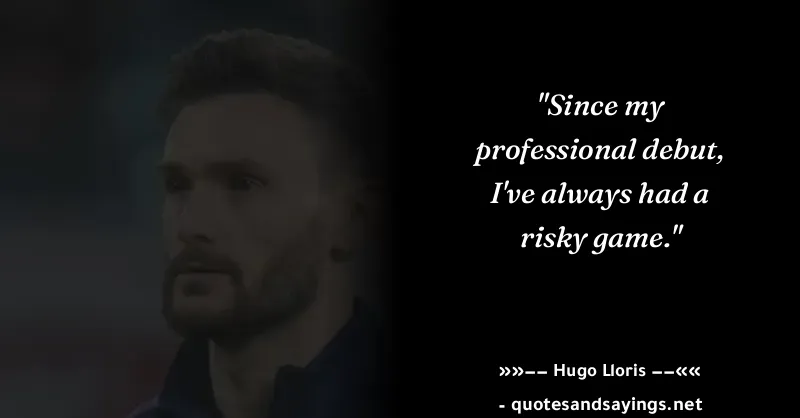 "Since my
professional debut,
I've always had a
risky game."
»»−− Hugo Lloris −−««
- quotesandsayings.net